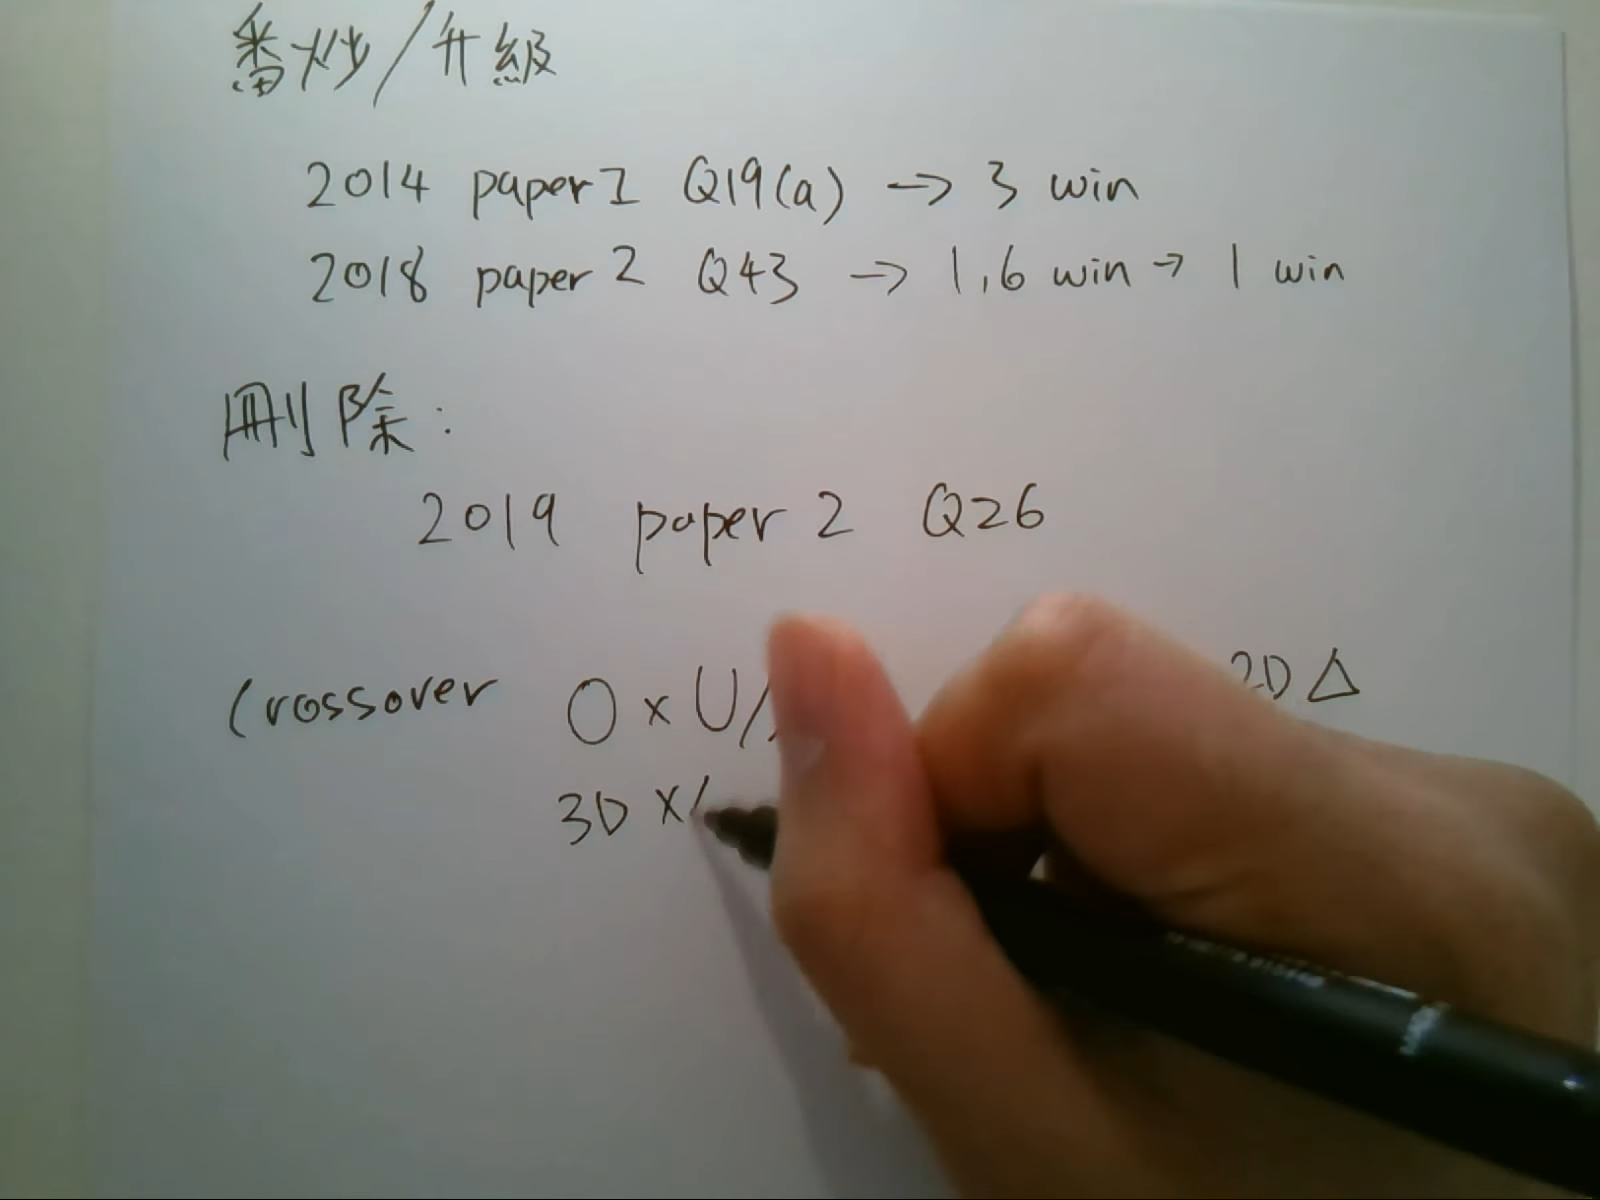 番炒/升級
2014 paper 1 Q19(a) → 3 win
2018 paper 2 Q43 → 1.6 win → 1 win
刪除:
2019 paper 2 Q26
Crossover O x U/ 2D △
3D x